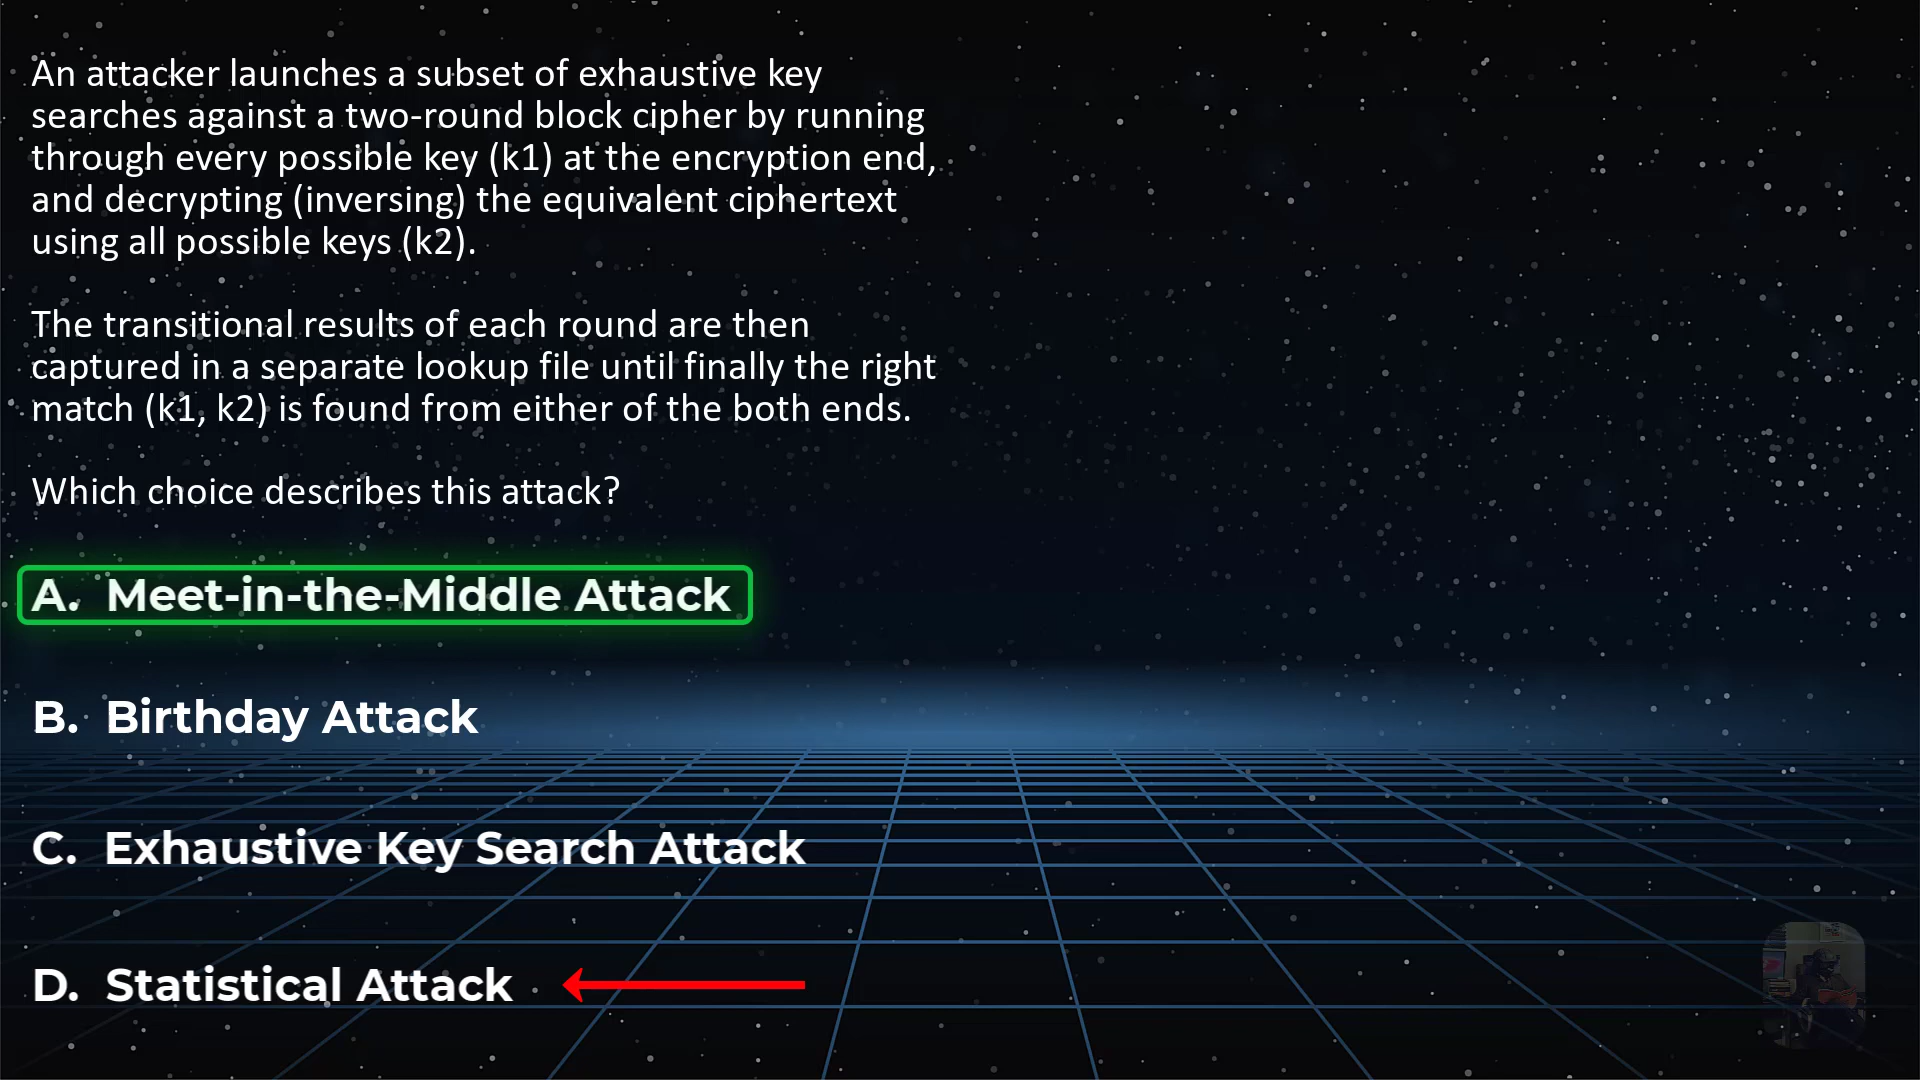 An attacker launches a subset of exhaustive key
searches against a two-round block cipher by running
through every possible key (k1) at the encryption end,
and decrypting (inversing) the equivalent ciphertext
using all possible keys (k2).
The transitional results of each round are then
captured in a separate lookup file until finally the right
match (k1, k2) is found from either of the both ends.
Which choice describes this attack?
A. Meet-in-the-Middle Attack
B. Birthday Attack
C. Exhaustive Key Search Attack
D. Statistical Attack